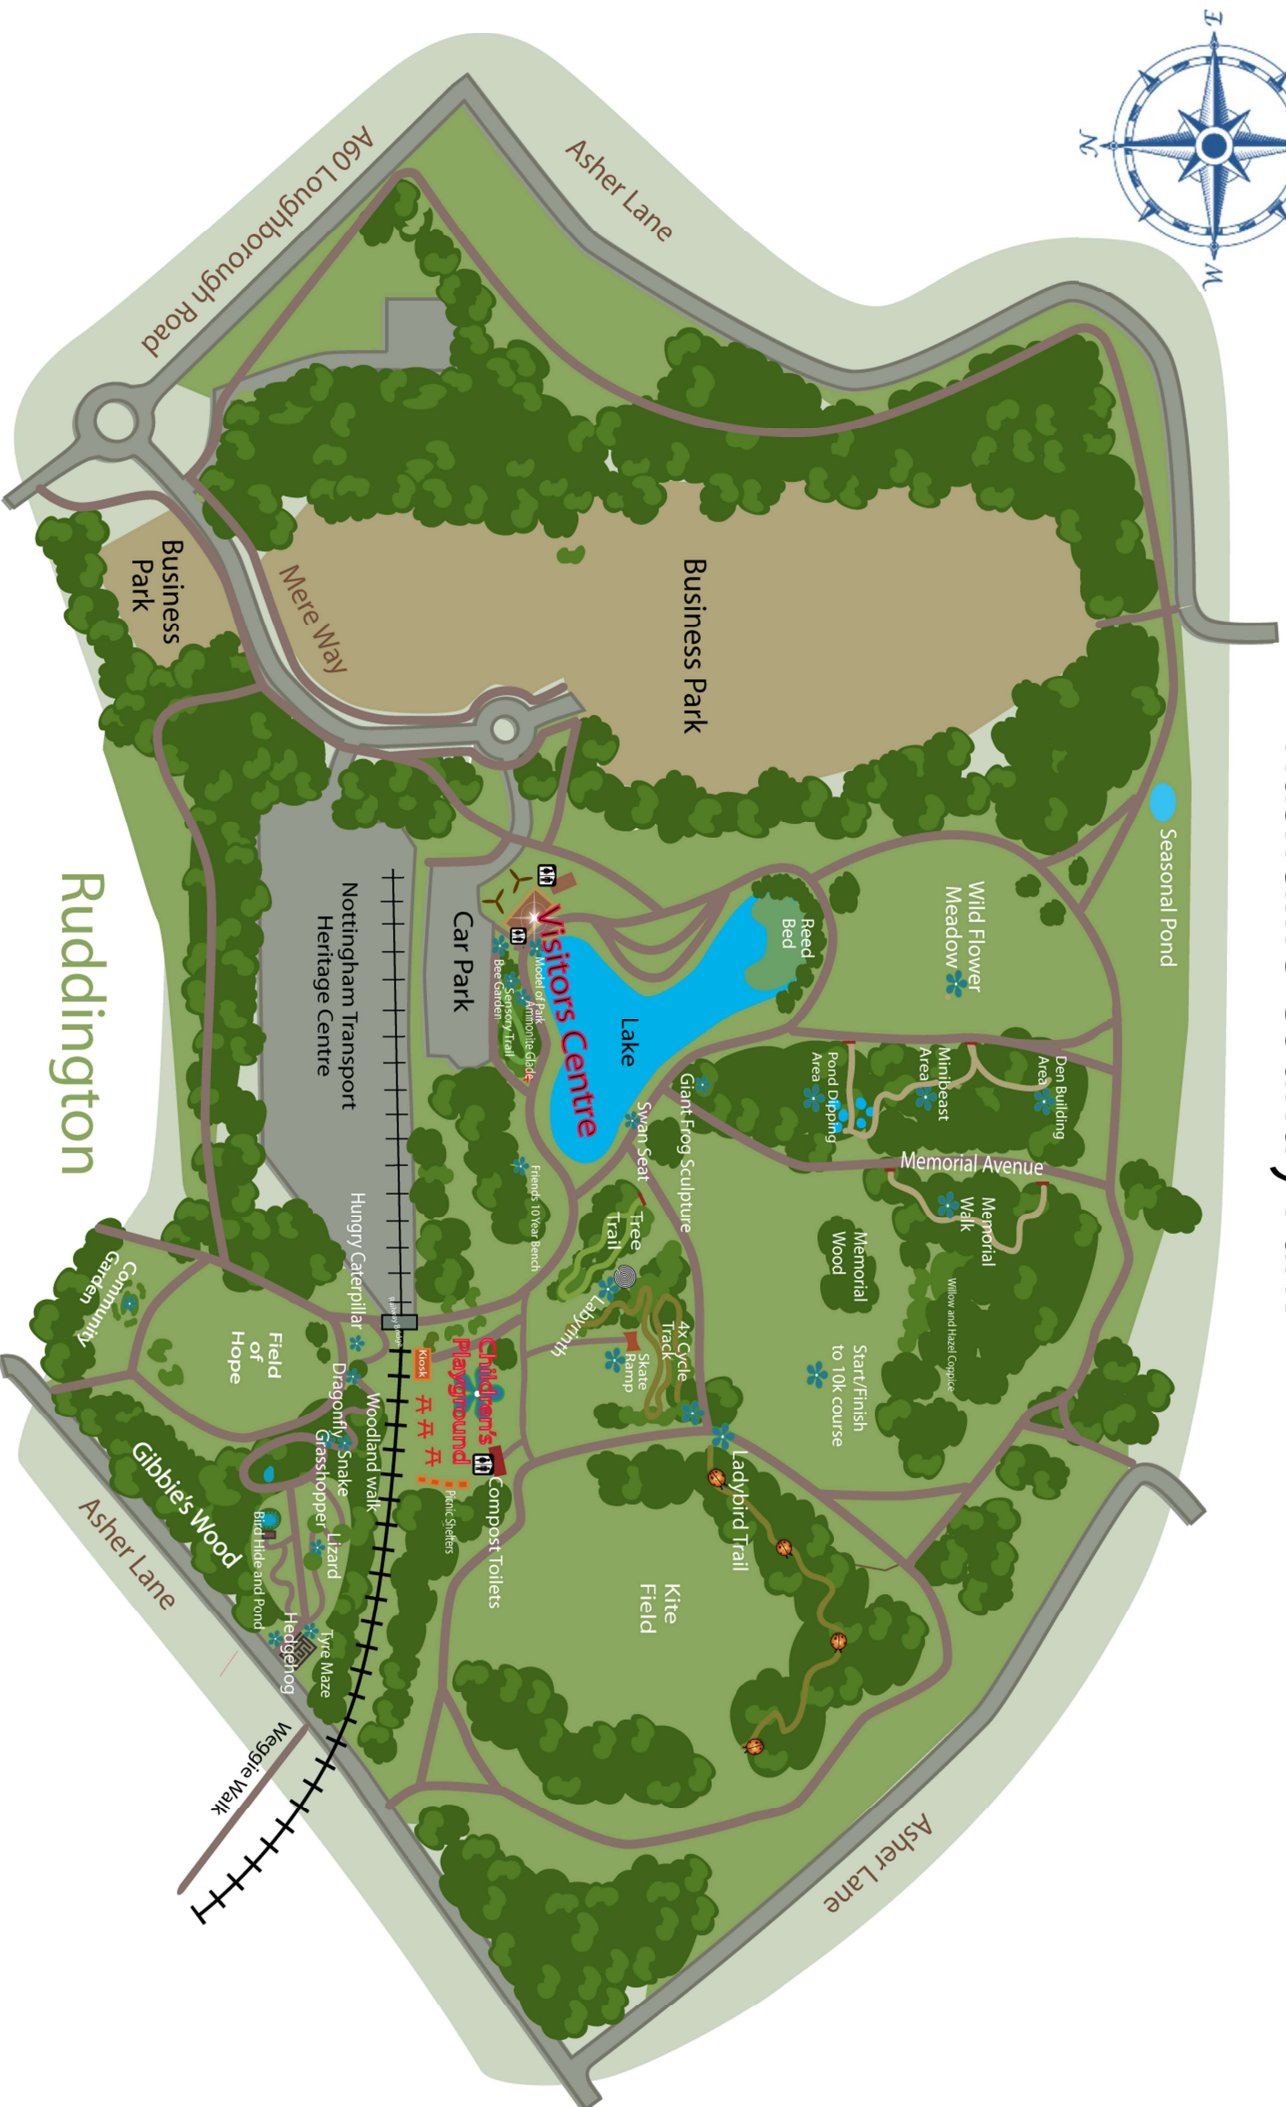 E
N
W
Asher Lane
A60 Loughborough Road
Business
Park
Mere Way
Business Park
Seasonal Pond
Wild Flower
Meadow
Reed
Bed
Lake
Visitors Centre
Model of Park
Ammonite Glade
Sensory Trail
Bee Garden
Car Park
Nottingham Transport
Heritage Centre
Ruddington
Den Building
Area
Minibeast
Area
Pond Dipping
Area
Giant Frog Sculpture
Swan Seat
Friends 10 Year Bench
Memorial Avenue
Memorial
Walk
Memorial
Wood
Willow and Hazel Coppice
Start/Finish
to 10k course
Tree
Trail
Labyrinth
4x Cycle
Track
Skate
Ramp
Hungry Caterpillar
Kiosk
Children's
Playground
Compost Toilets
Picnic Shelters
Ladybird Trail
Kite
Field
Community
Garden
Field
of
Hope
Dragonfly
Woodland walk
Snake
Grasshopper
Lizard
Bird Hide and Pond
Tyre Maze
Hedgehog
Gibbie's Wood
Asher Lane
Weggie Walk
Asher Lane